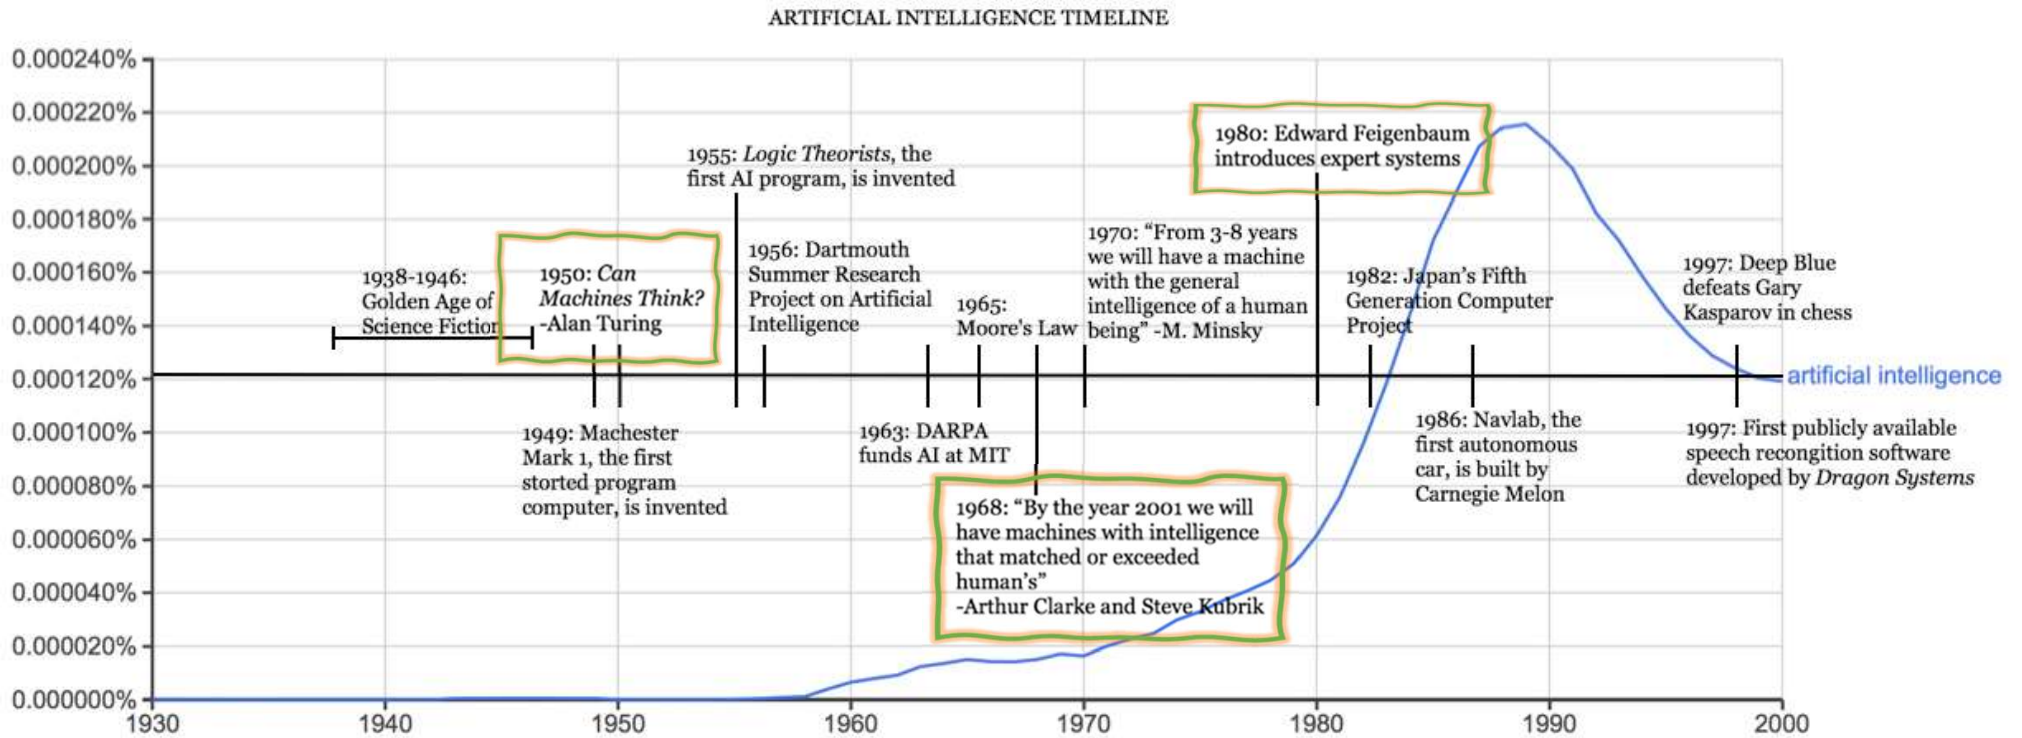 ARTIFICIAL INTELLIGENCE TIMELINE
0.000240%
0.000220%
0.000200%
0.000180%
0.000160%
0.000140%
0.000120%
0.000100%
0.000080%
0.000060%
0.000040%
0.000020%
0.000000%
1938-1946:
Golden Age of
Science Fiction
1950: Can
Machines Think?
-Alan Turing
1955: Logic Theorists, the
first AI program, is invented
1956: Dartmouth
Summer Research
Project on Artificial
Intelligence
1965:
Moore's Law
1970: “From 3-8 years
we will have a machine
with the general
intelligence of a human
being” -M. Minsky
1980: Edward Feigenbaum
introduces expert systems
1982: Japan's Fifth
Generation Computer
Project
1997: Deep Blue
defeats Gary
Kasparov in chess
artificial intelligence
1949: Machester
Mark 1, the first
storted program
computer, is invented
1963: DARPA
funds AI at MIT
1968: “By the year 2001 we will
have machines with intelligence
that matched or exceeded
human's”
-Arthur Clarke and Steve Kubrik
1986: Navlab, the
first autonomous
car, is built by
Carnegie Melon
1997: First publicly available
speech recongition software
developed by Dragon Systems
1930
1940
1950
1960
1970
1980
1990
2000